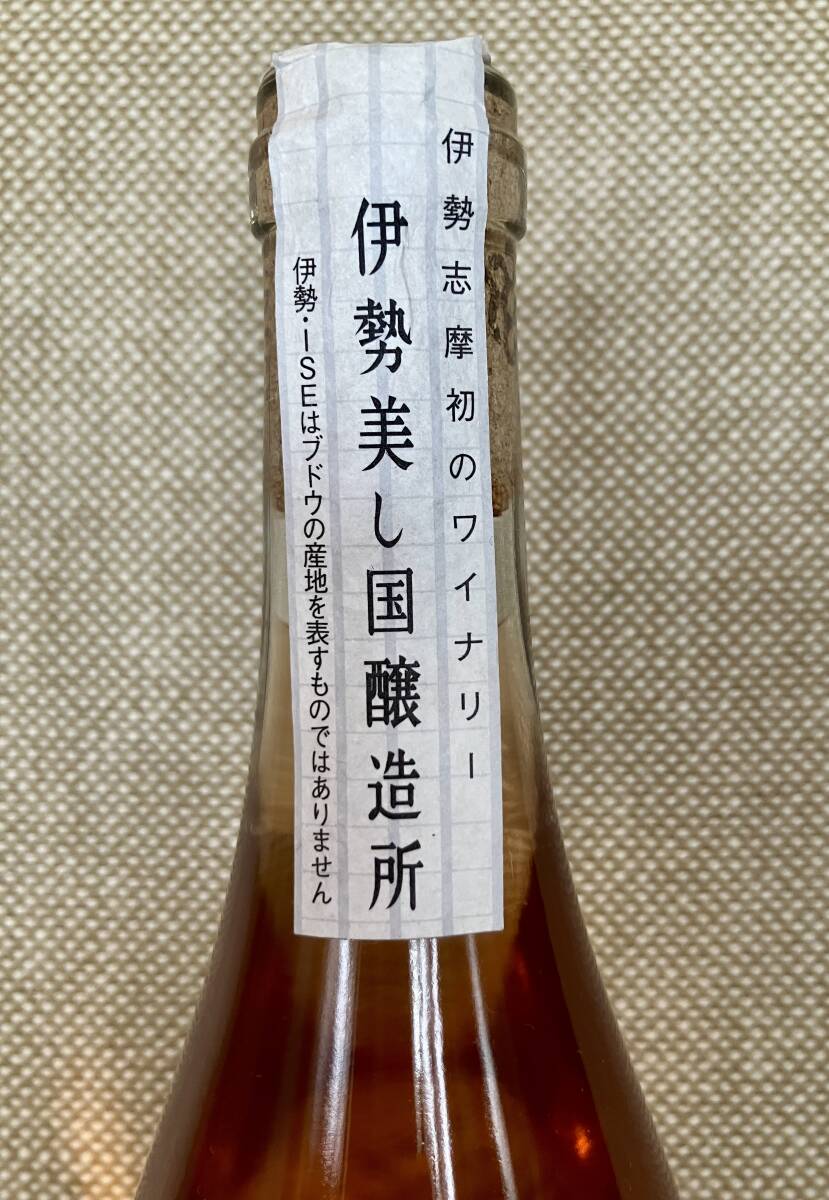 伊勢志摩初のワイナリー
伊勢美し国醸造所
伊勢・ISEはブドウの産地を表すものではありません